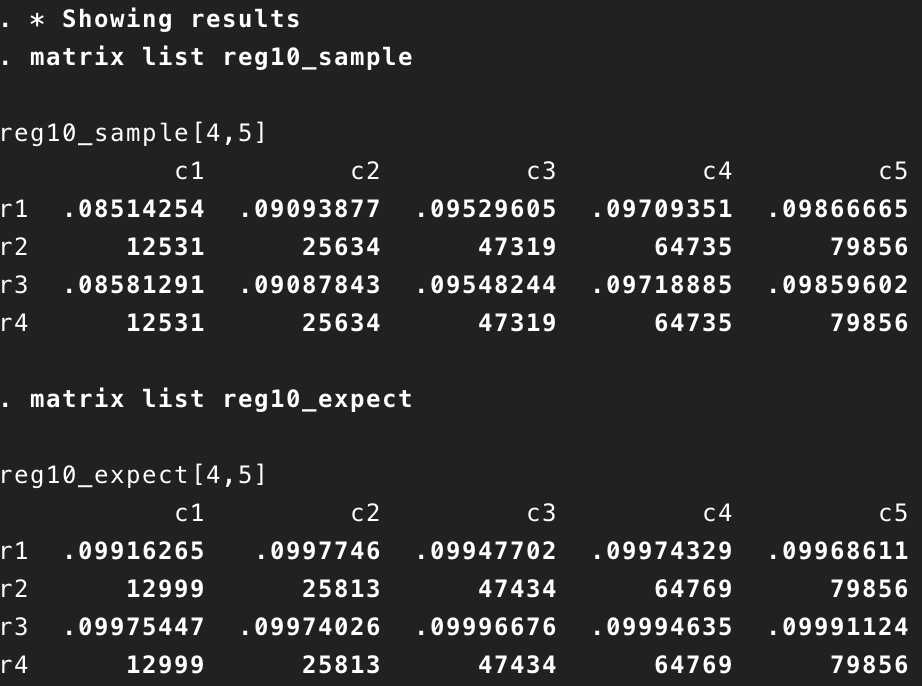 . * Showing results
. matrix list reg10_sample
reg10_sample[4,5]
c1 c2 c3 c4 c5
r1 .08514254 .09093877 .09529605 .09709351 .09866665
r2 12531 25634 47319 64735 79856
r3 .08581291 .09087843 .09548244 .09718885 .09859602
r4 12531 25634 47319 64735 79856
. matrix list reg10_expect
reg10_expect[4,5]
c1 c2 c3 c4 c5
r1 .09916265 .0997746 .09947702 .09974329 .09968611
r2 12999 25813 47434 64769 79856
r3 .09975447 .09974026 .09996676 .09994635 .09991124
r4 12999 25813 47434 64769 79856